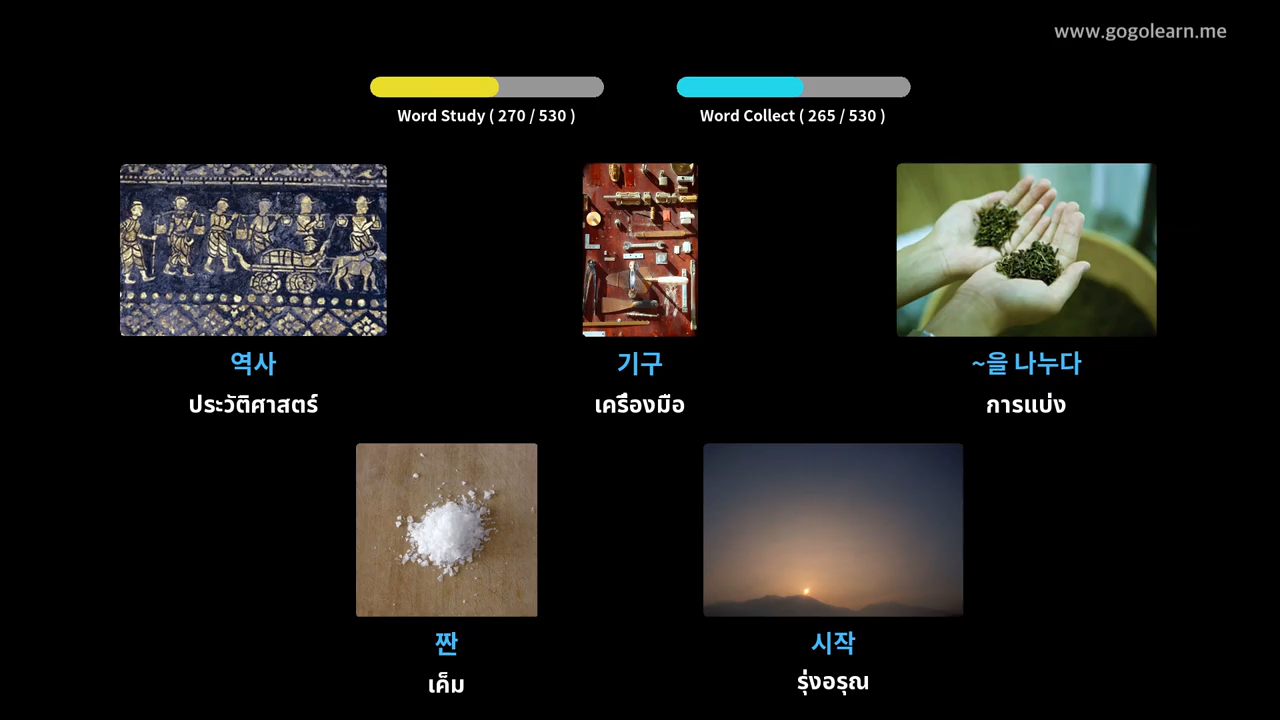 www.gogolearn.me
Word Study ( 270 / 530 )
Word Collect ( 265 / 530 )
역사
기구
~을 나누다
ประวัติศาสตร์
เครื่องมือ
การแบ่ง
짠
시작
เค็ม
รุ่งอรุณ